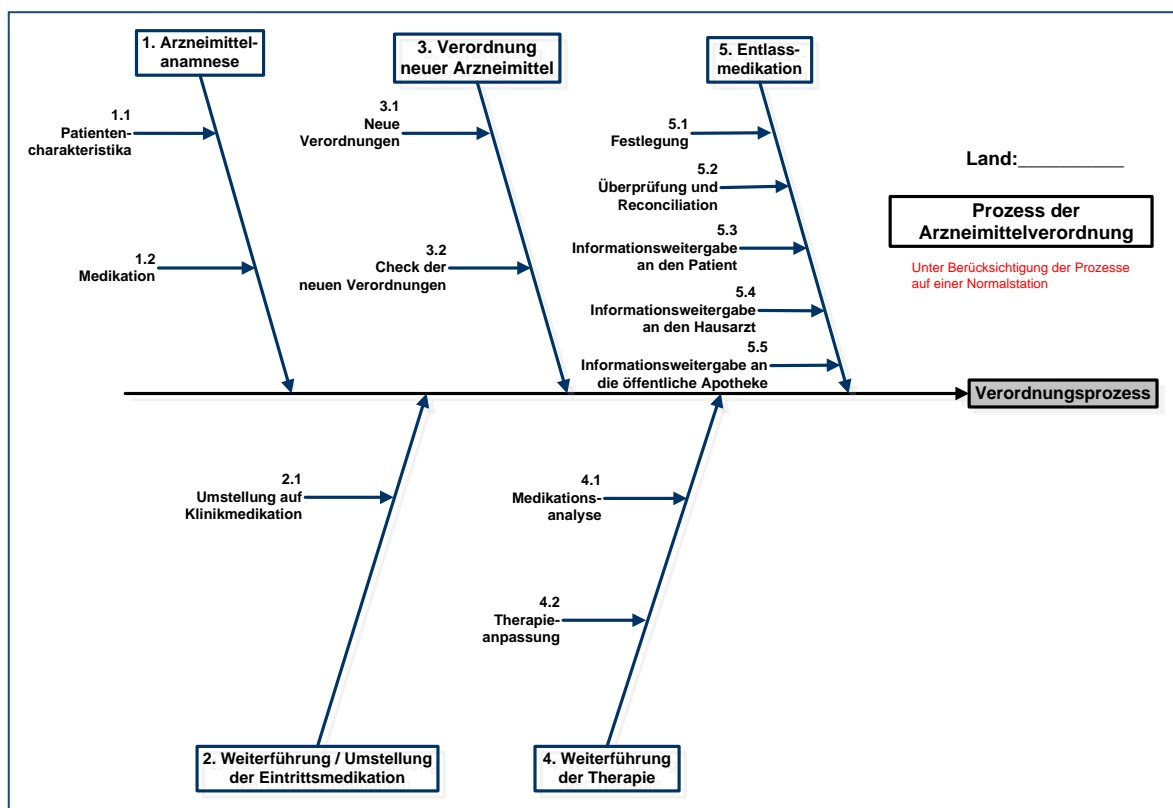 1. Arzneimittel-
anamnese
3. Verordnung
neuer Arzneimittel
5. Entlass-
medikation
1.1
Patienten-
charakteristika
1.2
Medikation
3.1
Neue
Verordnungen
3.2
Check der
neuen Verordnungen
5.1
Festlegung
5.2
Überprüfung und
Reconciliation
5.3
Informationsweitergabe
an den Patient
5.4
Informationsweitergabe
an den Hausarzt
5.5
Informationsweitergabe an
die öffentliche Apotheke
Land:___________
Prozess der
Arzneimittelverordnung
Unter Berücksichtigung der Prozesse
auf einer Normalstation
Verordnungsprozess
2.1
Umstellung auf
Klinikmedikation
4.1
Medikations-
analyse
4.2
Therapie-
anpassung
2. Weiterführung / Umstellung
der Eintrittsmedikation
4. Weiterführung
der Therapie